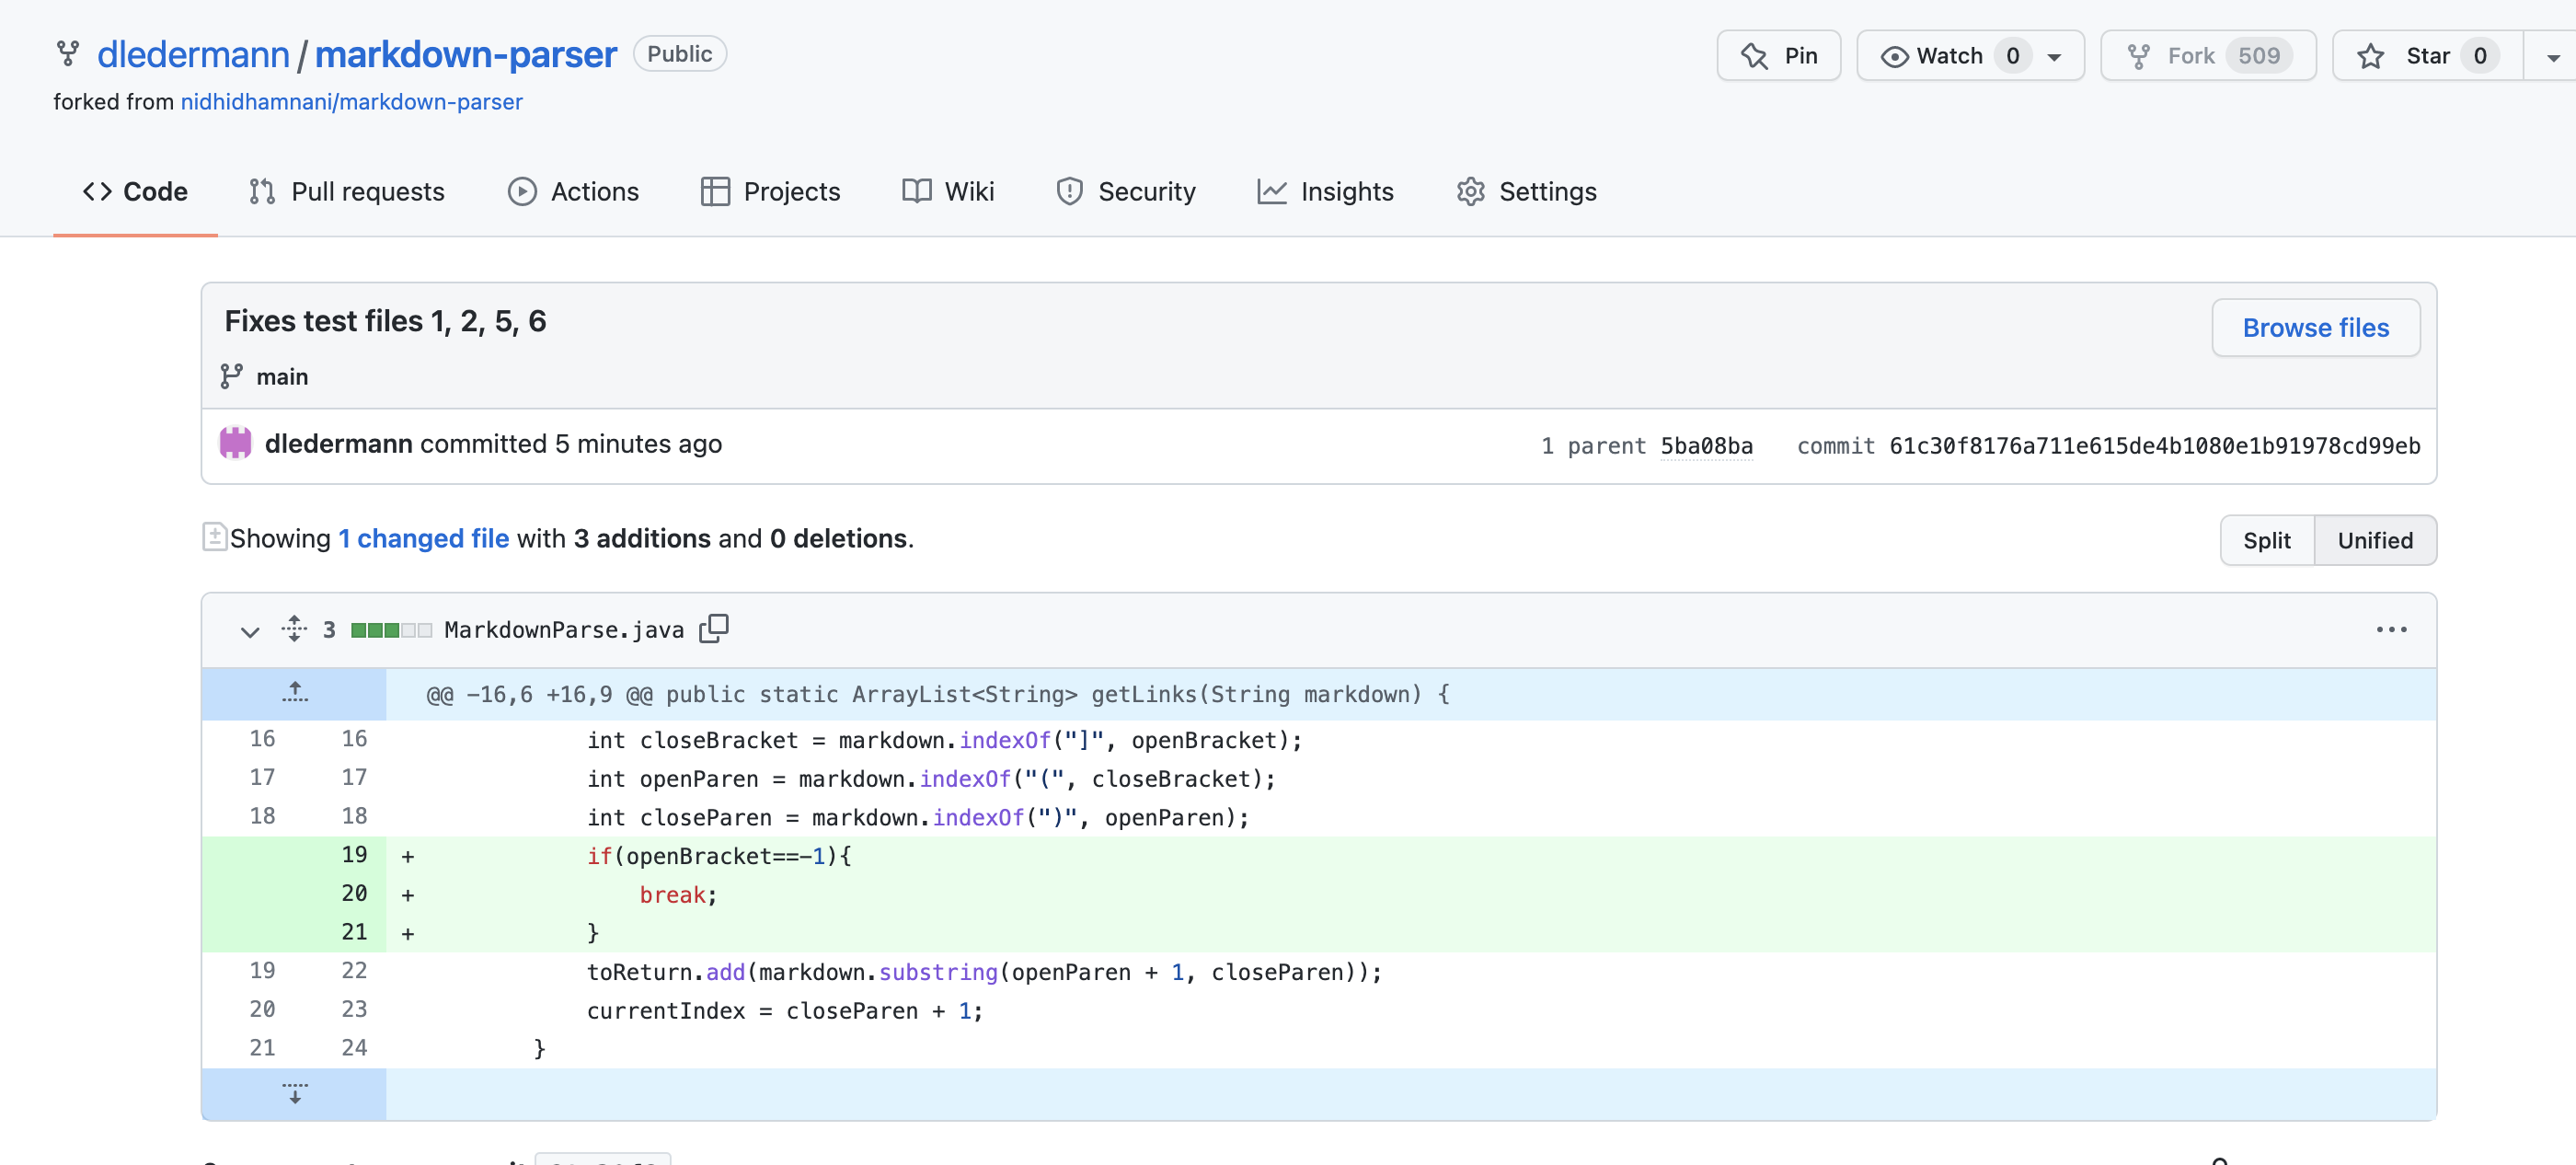 dledermann / markdown-parser Public Pin Watch 0 Fork 509 Star 0
forked from nidhidhamnani/markdown-parser
Code Pull requests Actions Projects Wiki Security Insights Settings
Fixes test files 1, 2, 5, 6
Browse files
main
dledermann committed 5 minutes ago 1 parent 5ba08ba commit 61c30f8176a711e615de4b1080e1b91978cd99eb
Showing 1 changed file with 3 additions and 0 deletions. Split Unified
3 MarkdownParse.java
@@ -16,6 +16,9 @@ public static ArrayList<String> getLinks(String markdown) {
16 16 int closeBracket = markdown.indexOf("]", openBracket);
17 17 int openParen = markdown.indexOf("(", closeBracket);
18 18 int closeParen = markdown.indexOf(")", openParen);
19 + if(openBracket==-1){
20 + break;
21 + }
19 22 toReturn.add(markdown.substring(openParen + 1, closeParen));
20 23 currentIndex = closeParen + 1;
21 24 }